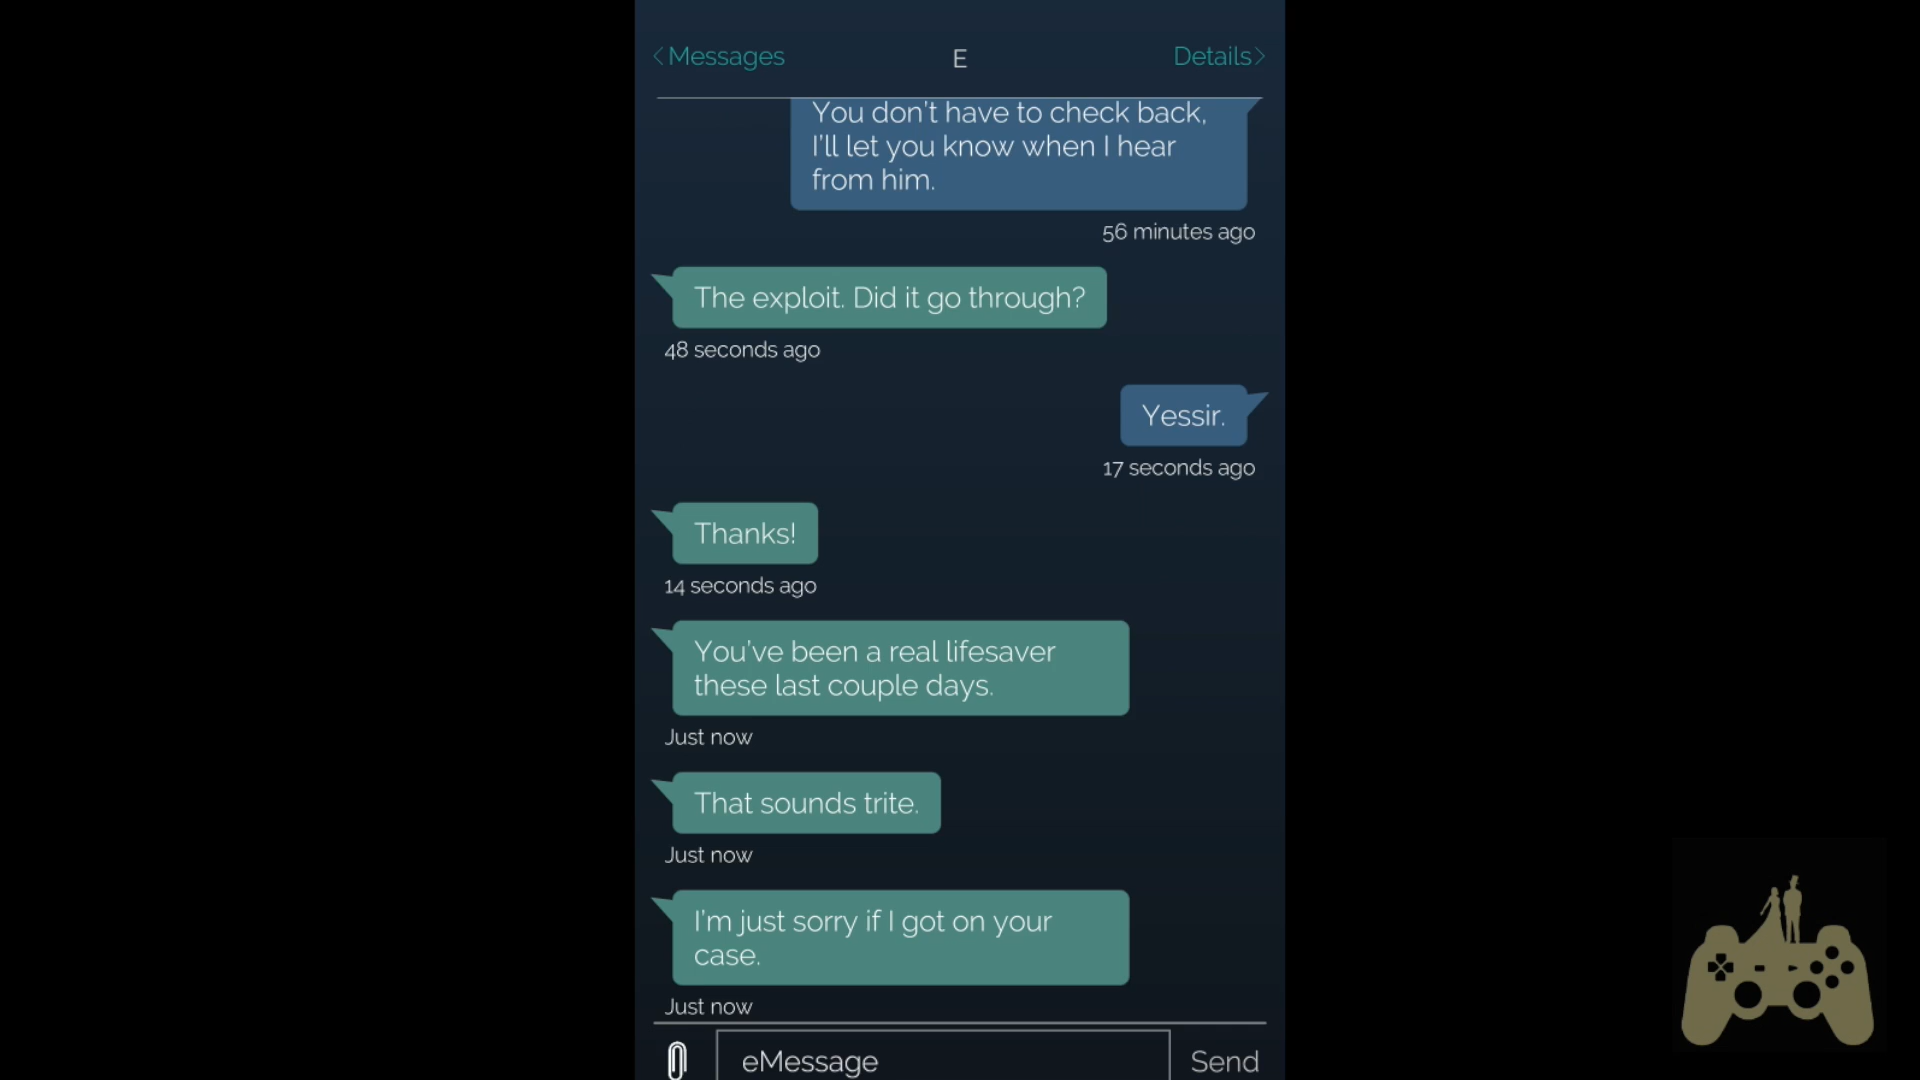 Messages
E
Details
You don't have to check back,
I'll let you know when I hear
from him.
56 minutes ago
The exploit. Did it go through?
48 seconds ago
Yessir.
17 seconds ago
Thanks!
14 seconds ago
You've been a real lifesaver
these last couple days.
Just now
That sounds trite.
Just now
I'm just sorry if I got on your
case.
Just now
eMessage
Send